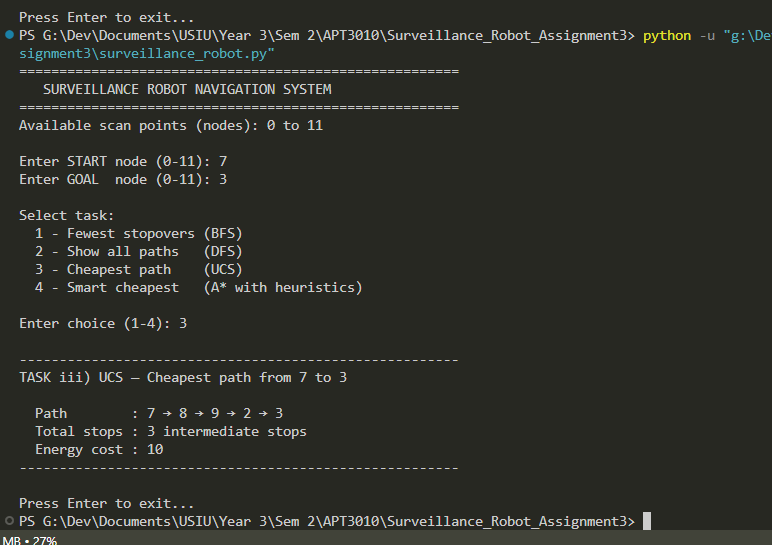 Press Enter to exit...
PS G:\Dev\Documents\USIU\Year 3\Sem 2\APT3010\Surveillance_Robot_Assignment3> python -u "g:\De
signment3\surveillance_robot.py"
=======================================================
   SURVEILLANCE ROBOT NAVIGATION SYSTEM
=======================================================
Available scan points (nodes): 0 to 11

Enter START node (0-11): 7
Enter GOAL  node (0-11): 3

Select task:
  1 - Fewest stopovers (BFS)
  2 - Show all paths   (DFS)
  3 - Cheapest path    (UCS)
  4 - Smart cheapest   (A* with heuristics)

Enter choice (1-4): 3

-------------------------------------------------------
TASK iii) UCS — Cheapest path from 7 to 3

  Path        : 7 → 8 → 9 → 2 → 3
  Total stops : 3 intermediate stops
  Energy cost : 10
-------------------------------------------------------

Press Enter to exit...
PS G:\Dev\Documents\USIU\Year 3\Sem 2\APT3010\Surveillance_Robot_Assignment3>
MB • 27%